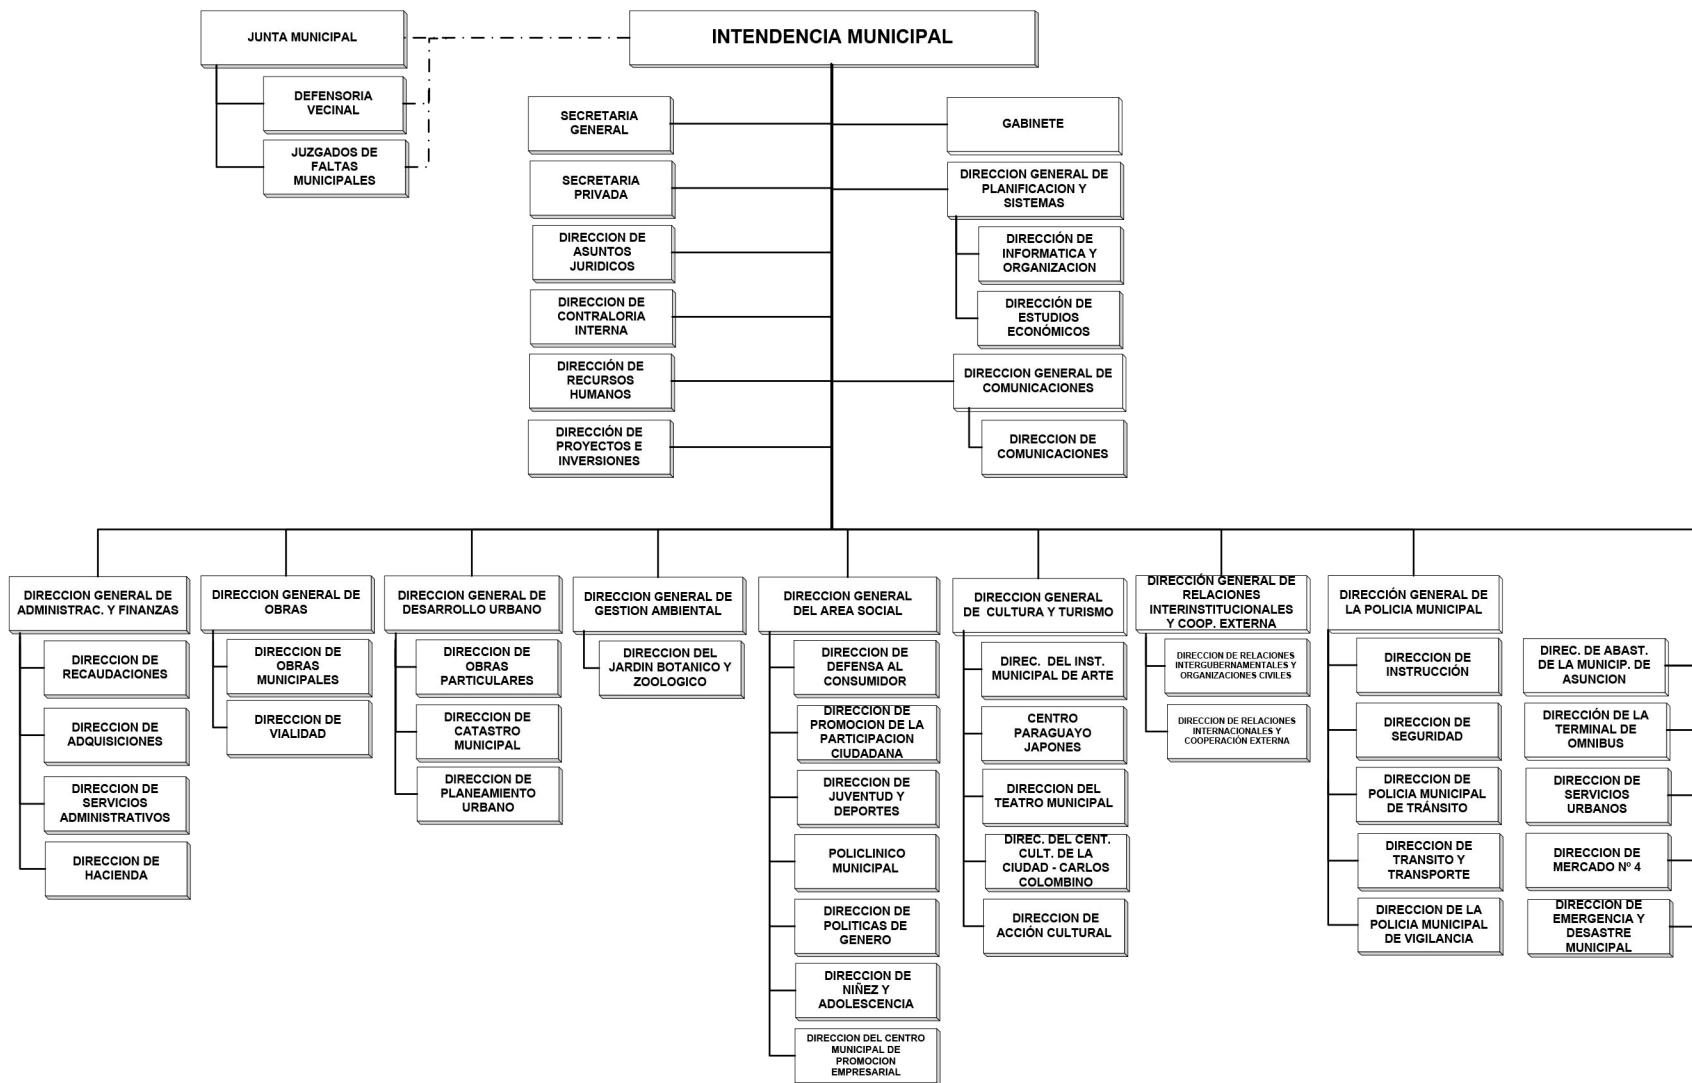 JUNTA MUNICIPAL
INTENDENCIA MUNICIPAL
DEFENSORIA
VECINAL
JUZGADOS DE
FALTAS
MUNICIPALES
SECRETARIA
GENERAL
GABINETE
SECRETARIA
PRIVADA
DIRECCION GENERAL DE
PLANIFICACION Y
SISTEMAS
DIRECCION DE
ASUNTOS
JURIDICOS
DIRECCIÓN DE
INFORMATICA Y
ORGANIZACION
DIRECCION DE
CONTRALORIA
INTERNA
DIRECCIÓN DE
ESTUDIOS
ECONÓMICOS
DIRECCIÓN DE
RECURSOS
HUMANOS
DIRECCION GENERAL DE
COMUNICACIONES
DIRECCIÓN DE
PROYECTOS E
INVERSIONES
DIRECCION DE
COMUNICACIONES
DIRECCION GENERAL DE
ADMINISTRAC. Y FINANZAS
DIRECCION DE
RECAUDACIONES
DIRECCION DE
ADQUISICIONES
DIRECCION DE
SERVICIOS
ADMINISTRATIVOS
DIRECCION DE
HACIENDA
DIRECCION GENERAL DE
OBRAS
DIRECCION DE
OBRAS
MUNICIPALES
DIRECCION DE
VIALIDAD
DIRECCION GENERAL DE
DESARROLLO URBANO
DIRECCION DE
OBRAS
PARTICULARES
DIRECCION DE
CATASTRO
MUNICIPAL
DIRECCION DE
PLANEAMIENTO
URBANO
DIRECCION GENERAL DE
GESTION AMBIENTAL
DIRECCION DEL
JARDIN BOTANICO Y
ZOOLOGICO
DIRECCION GENERAL
DEL AREA SOCIAL
DIRECCION DE
DEFENSA AL
CONSUMIDOR
DIRECCION DE
PROMOCION DE LA
PARTICIPACION
CIUDADANA
DIRECCION DE
JUVENTUD Y
DEPORTES
POLICLINICO
MUNICIPAL
DIRECCION DE
POLITICAS DE
GENERO
DIRECCION DE
NIÑEZ Y
ADOLESCENCIA
DIRECCION DEL CENTRO
MUNICIPAL DE
PROMOCION
EMPRESARIAL
DIRECCION GENERAL
DE CULTURA Y TURISMO
DIREC. DEL INST.
MUNICIPAL DE ARTE
CENTRO
PARAGUAYO
JAPONES
DIRECCION DEL
TEATRO MUNICIPAL
DIREC. DEL CENT.
CULT. DE LA
CIUDAD - CARLOS
COLOMBINO
DIRECCION DE
ACCIÓN CULTURAL
DIRECCIÓN GENERAL DE
RELACIONES
INTERINSTITUCIONALES
Y COOP. EXTERNA
DIRECCION DE RELACIONES
INTERGUBERNAMENTALES Y
ORGANIZACIONES CIVILES
DIRECCION DE RELACIONES
INTERNACIONALES Y
COOPERACIÓN EXTERNA
DIRECCIÓN GENERAL DE
LA POLICIA MUNICIPAL
DIRECCION DE
INSTRUCCIÓN
DIRECCION DE
SEGURIDAD
DIRECCION DE
POLICIA MUNICIPAL
DE TRÁNSITO
DIRECCION DE
TRANSITO Y
TRANSPORTE
DIRECCION DE LA
POLICIA MUNICIPAL
DE VIGILANCIA
DIREC. DE ABAST.
DE LA MUNICIP. DE
ASUNCION
DIRECCIÓN DE LA
TERMINAL DE
OMNIBUS
DIRECCION DE
SERVICIOS
URBANOS
DIRECCION DE
MERCADO Nº 4
DIRECCION DE
EMERGENCIA Y
DESASTRE
MUNICIPAL